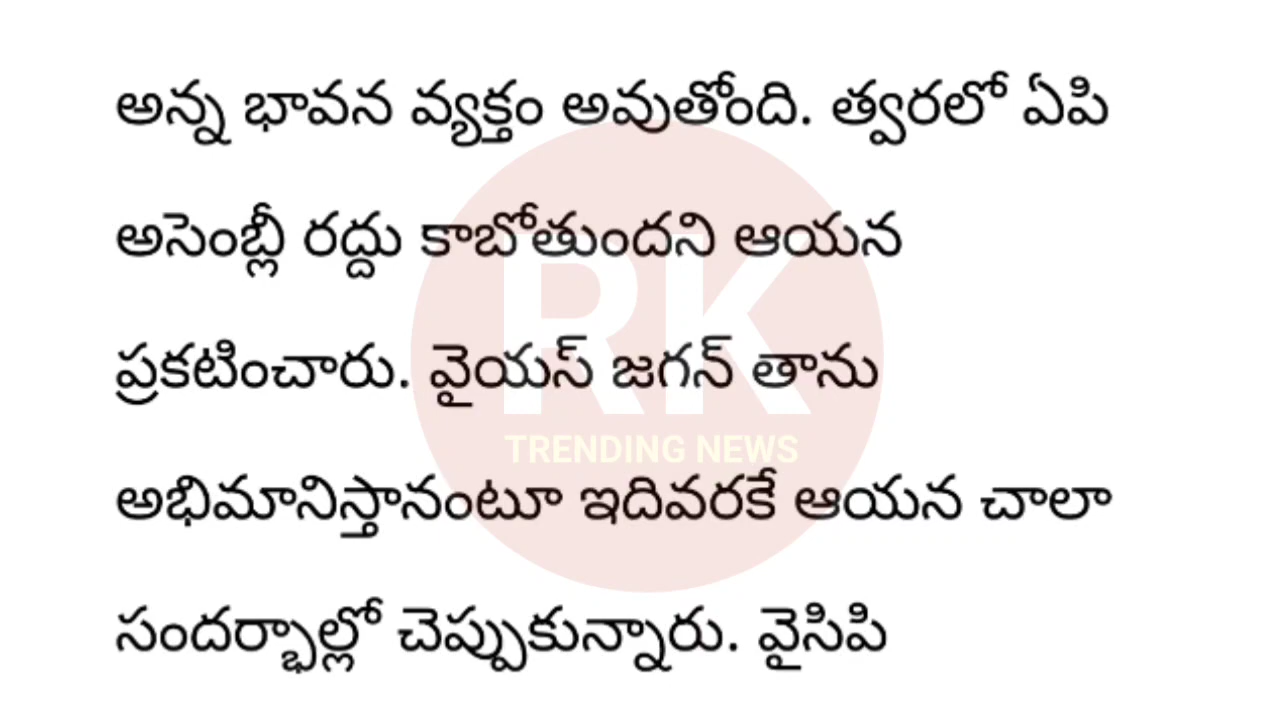 అన్న భావన వ్యక్తం అవుతోంది. త్వరలో ఏపి
అసెంబ్లీ రద్దు కాబోతుందని ఆయన
ప్రకటించారు. వైయస్ జగన్ తాను
అభిమానిస్తానంటూ ఇదివరకే ఆయన చాలా
సందర్భాల్లో చెప్పుకున్నారు. వైసిపి
RK
TRENDING NEWS